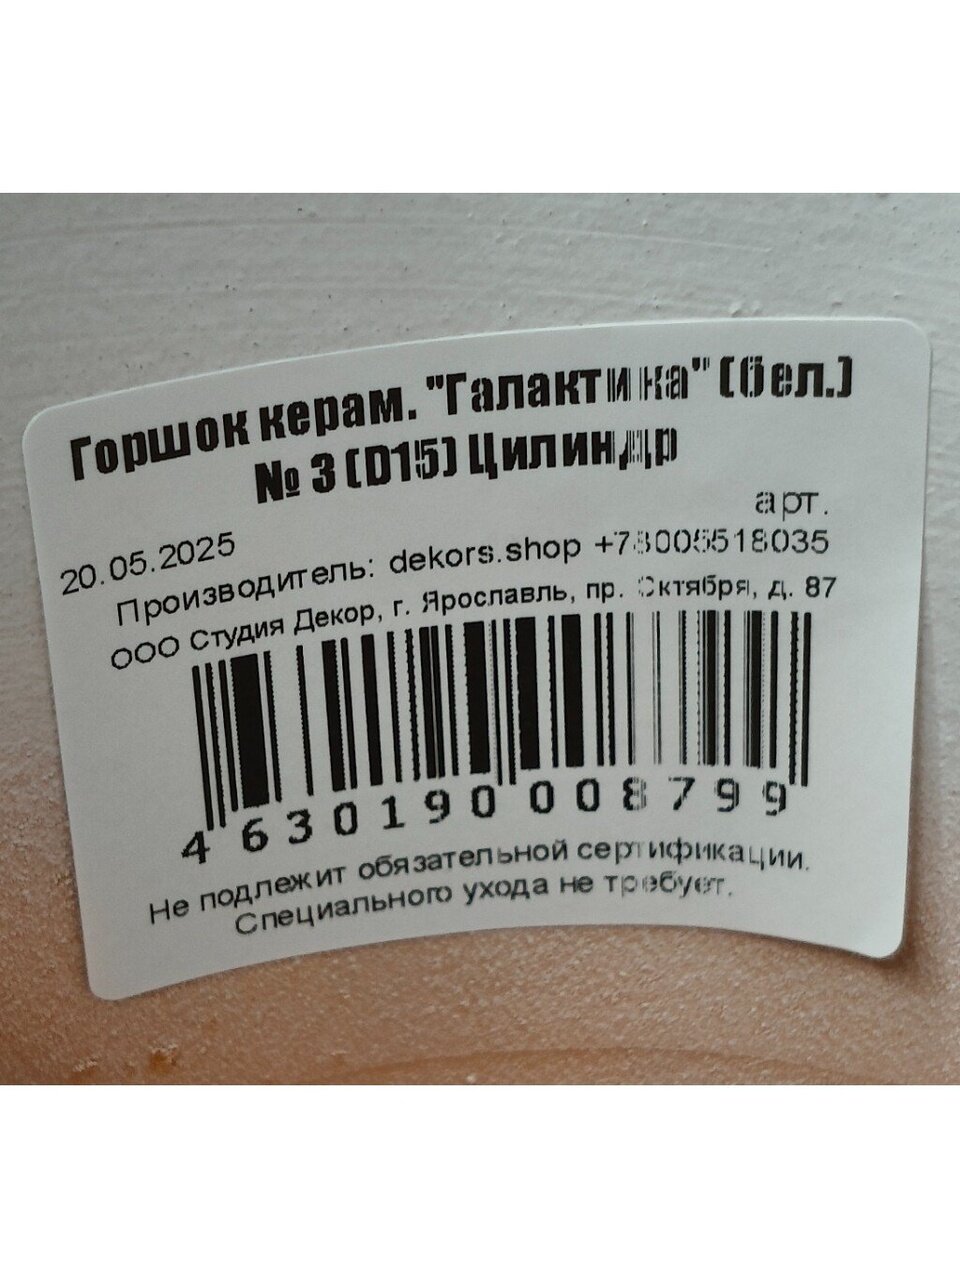 Горшок керам. "Галактика" (бел.)
№ 3 (D15) Цилиндр
арт.
20.05.2025
Производитель: dekors.shop +78005518035
ООО Студия Декор, г. Ярославль, пр. Октября, д. 87
4 630190 008799
Не подлежит обязательной сертификации.
Специального ухода не требует.